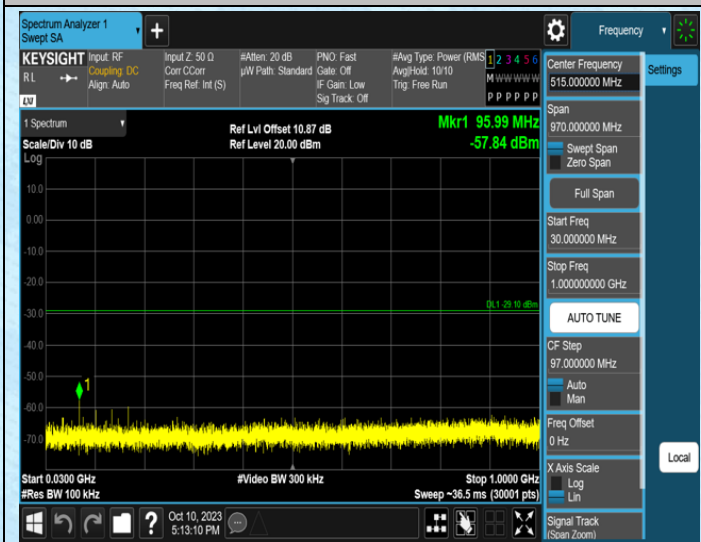 Spectrum Analyzer 1
Swept SA
+
Frequency
KEYSIGHT
RL
LXI
Input: RF
Coupling: DC
Align: Auto
Input Z: 50 Ω
Corr CCorr
Freq Ref: Int (S)
#Atten: 20 dB
µW Path: Standard
PNO: Fast
Gate: Off
IF Gain: Low
Sig Track: Off
#Avg Type: Power (RMS
Avg|Hold: 10/10
Trig: Free Run
1 2 3 4 5 6
M W W W W W
P P P P P P
1 Spectrum
Scale/Div 10 dB
Log
Ref Lvl Offset 10.87 dB
Ref Level 20.00 dBm
Mkr1 95.99 MHz
-57.84 dBm
10.0
0.00
-10.0
-20.0
-30.0
-40.0
-50.0
-60.0
-70.0
DL1 -29.10 dBm
1
Start 0.0300 GHz
#Res BW 100 kHz
#Video BW 300 kHz
Stop 1.0000 GHz
Sweep ~36.5 ms (30001 pts)
?
Oct 10, 2023
5:13:10 PM
Center Frequency
515.000000 MHz
Span
970.000000 MHz
Swept Span
Zero Span
Full Span
Start Freq
30.000000 MHz
Stop Freq
1.000000000 GHz
AUTO TUNE
CF Step
97.000000 MHz
Auto
Man
Freq Offset
0 Hz
X Axis Scale
Log
Lin
Signal Track
(Span Zoom)
Settings
Local